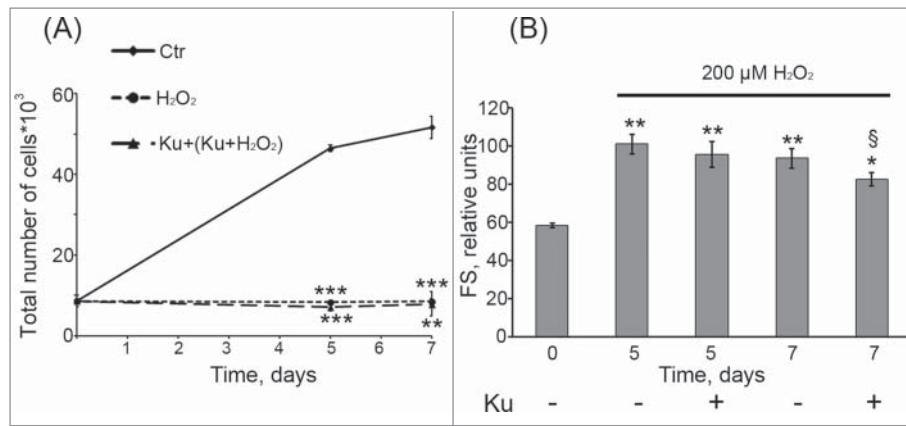 (A)
Ctr
H₂O₂
Ku+(Ku+H₂O₂)
Total number of cells*10³
60
40
20
0
***
***
***
**
1 2 3 4 5 6 7
Time, days
(B)
200 µM H₂O₂
FS, relative units
120
100
80
60
40
20
0
**
**
**
§
*
0 5 5 7 7
Time, days
Ku - - + - +